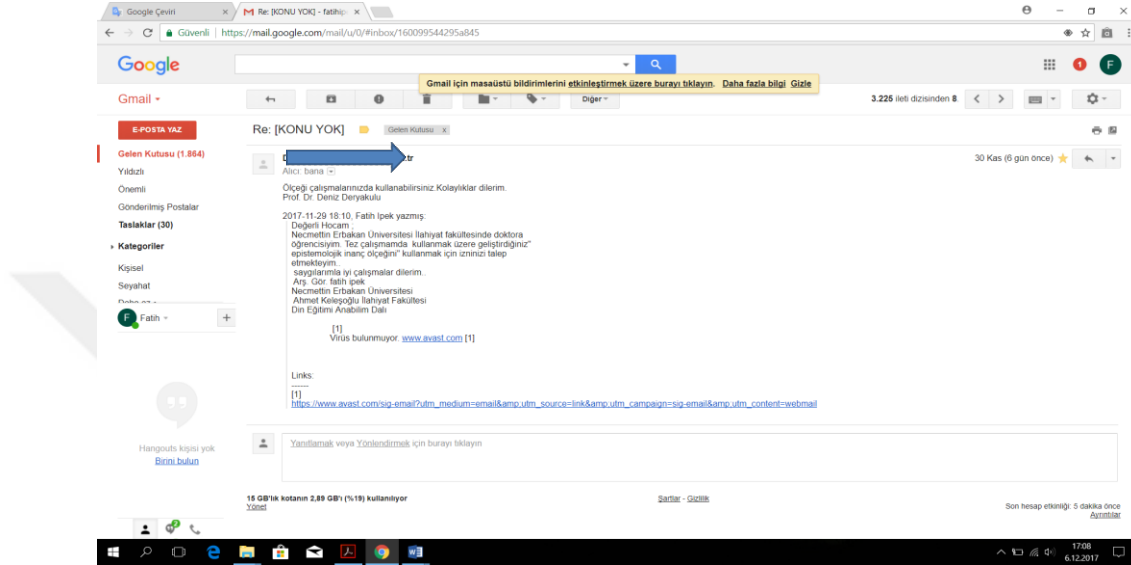 Google Çeviri
Re: [KONU YOK] - fatihip
Güvenli | https://mail.google.com/mail/u/0/#inbox/160099544295a845
Google
1
F
Gmail için masaüstü bildirimlerini etkinleştirmek üzere burayı tıklayın. Daha fazla bilgi Gizle
Gmail
Diğer
3.225 ileti dizisinden 8
E-POSTA YAZ
Re: [KONU YOK]
Gelen Kutusu x
Gelen Kutusu (1.864)
Yıldızlı
Önemli
Gönderilmiş Postalar
Taslaklar (30)
Kategoriler
Kişisel
Seyahat
F Fatih
+
Hangouts kişisi yok
Birini bulun
.tr
30 Kas (6 gün önce)
Alıcı: bana
Ölçeği çalışmalarınızda kullanabilirsiniz.Kolaylıklar dilerim.
Prof. Dr. Deniz Deryakulu
2017-11-29 18:10, Fatih Ipek yazmış:
Değerli Hocam ;
Necmettin Erbakan Üniversitesi İlahiyat fakültesinde doktora
öğrencisiyim. Tez çalışmamda kullanmak üzere geliştirdiğiniz"
epistemolojik inanç ölçeğini" kullanmak için izninizi talep
etmekteyim..
saygılarımla iyi çalışmalar dilerim..
Arş. Gör. fatih ipek
Necmettin Erbakan Üniversitesi
Ahmet Keleşoğlu İlahiyat Fakültesi
Din Eğitimi Anabilim Dalı
[1]
Virüs bulunmuyor. www.avast.com [1]
Links:
------
[1]
https://www.avast.com/sig-email?utm_medium=email&amp;utm_source=link&amp;utm_campaign=sig-email&amp;utm_content=webmail
Yanıtlamak veya Yönlendirmek için burayı tıklayın
15 GB'lık kotanın 2,89 GB'ı (%19) kullanılıyor
Yönet
Şartlar - Gizlilik
Son hesap etkinliği: 5 dakika önce
Ayrıntılar
17:08
6.12.2017